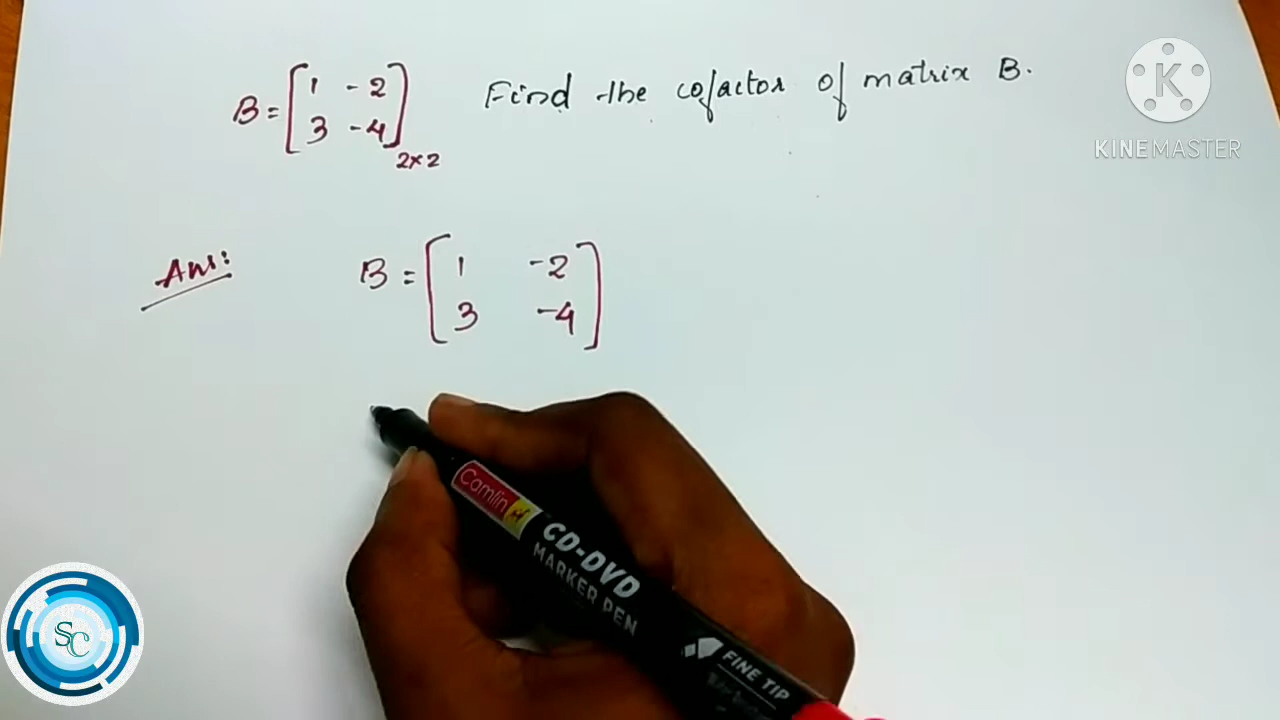 B = [ 1 -2 Find the cofactor of matrix B.
3 -4 ] 2×2
Ans: B = [ 1 -2
3 -4 ]
K
KINEMASTER
Camlin
CD-DVD
MARKER PEN
FINE TIP
SC